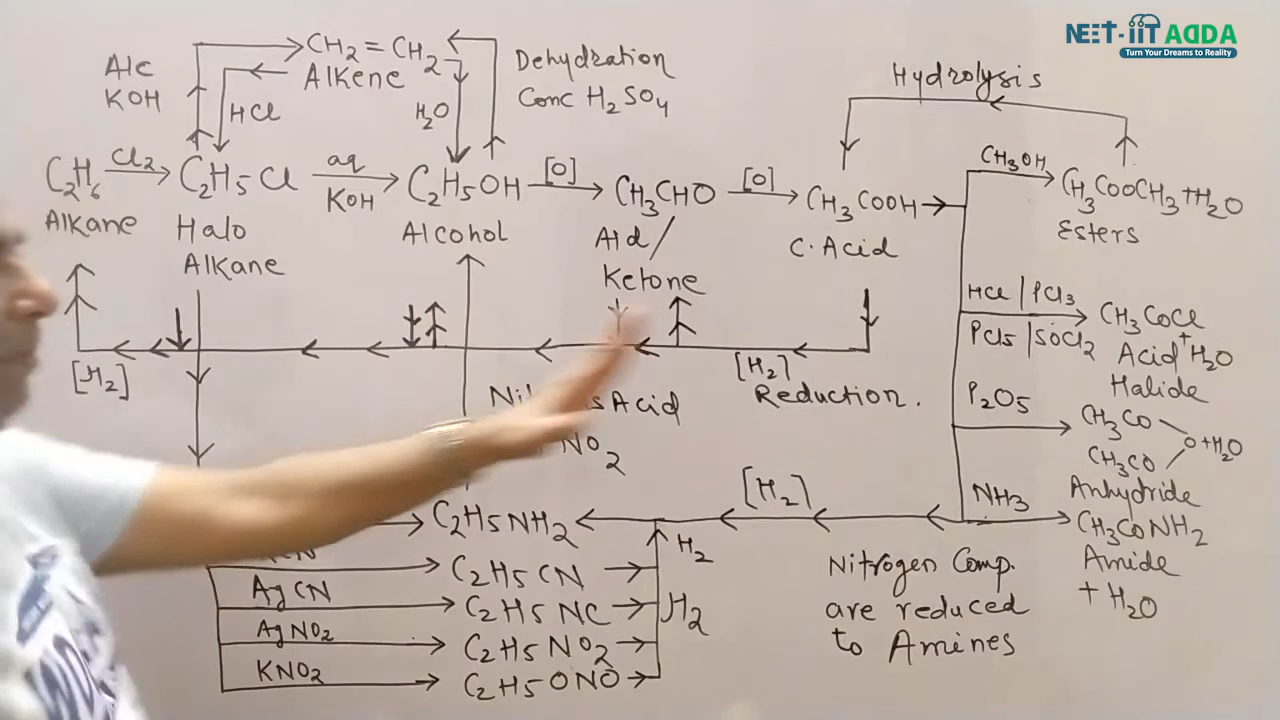 NEET-IIT ADDA
Turn Your Dreams to Reality
Alc
KOH
CH2 = CH2
Alkene
HCl
H2O
Dehydration
Conc H2SO4
Hydrolysis
C2H6
Alkane
Cl2
C2H5Cl
Halo
Alkane
aq
KOH
C2H5OH
Alcohol
[O]
CH3CHO
Ald/
Ketone
[O]
CH3COOH
C. Acid
CH3OH
CH3COOCH3+H2O
Esters
HCl | PCl3
PCl5 | SOCl2
CH3COCl
+
Acid H2O
Halide
P2O5
CH3CO
O +H2O
CH3CO
Anhydride
NH3
CH3CONH2
Amide
+ H2O
[H2]
[H2]
Reduction.
Acid
NO2
[H2]
C2H5NH2
H2
C2H5CN
AgCN
C2H5NC
H2
AgNO2
C2H5NO2
KNO2
C2H5ONO
Nitrogen Comp.
are reduced
to Amines